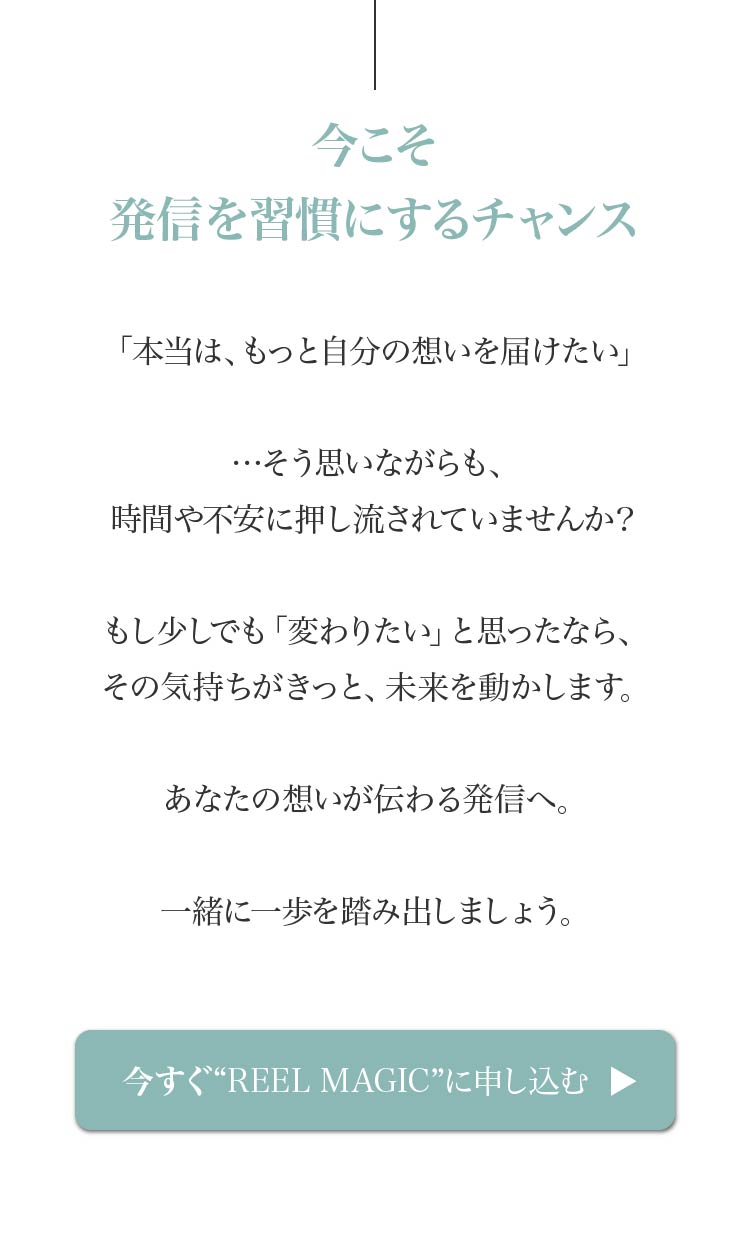 今こそ
発信を習慣にするチャンス
「本当は、もっと自分の想いを届けたい」
…そう思いながらも、
時間や不安に押し流されていませんか？
もし少しでも「変わりたい」と思ったなら、
その気持ちがきっと、未来を動かします。
あなたの想いが伝わる発信へ。
一緒に一歩を踏み出しましょう。
今すぐ“REEL MAGIC”に申し込む ▶